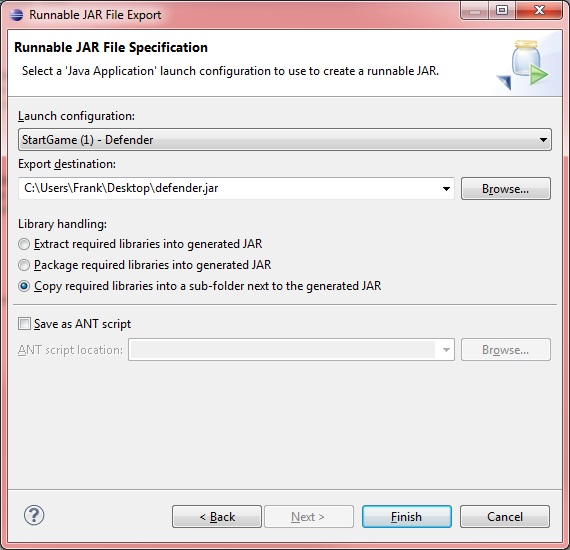 Runnable JAR File Export
Runnable JAR File Specification
Select a 'Java Application' launch configuration to use to create a runnable JAR.
Launch configuration:
StartGame (1) - Defender
Export destination:
C:\Users\Frank\Desktop\defender.jar
Browse...
Library handling:
Extract required libraries into generated JAR
Package required libraries into generated JAR
Copy required libraries into a sub-folder next to the generated JAR
Save as ANT script
ANT script location:
Browse...
?
< Back
Next >
Finish
Cancel